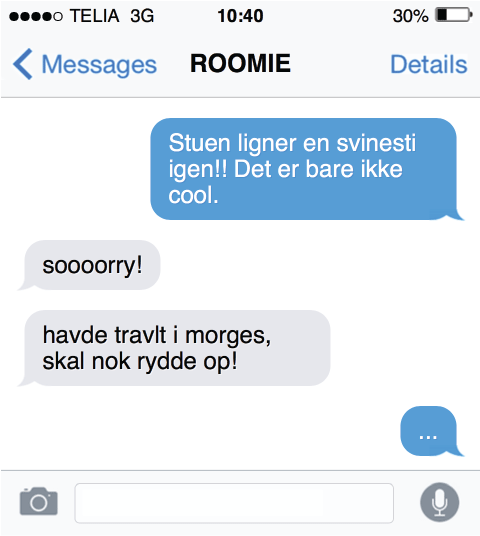 TELIA 3G 10:40 30%
Messages ROOMIE Details
Stuen ligner en svinesti
igen!! Det er bare ikke
cool.
soooorry!
havde travlt i morges,
skal nok rydde op!
...